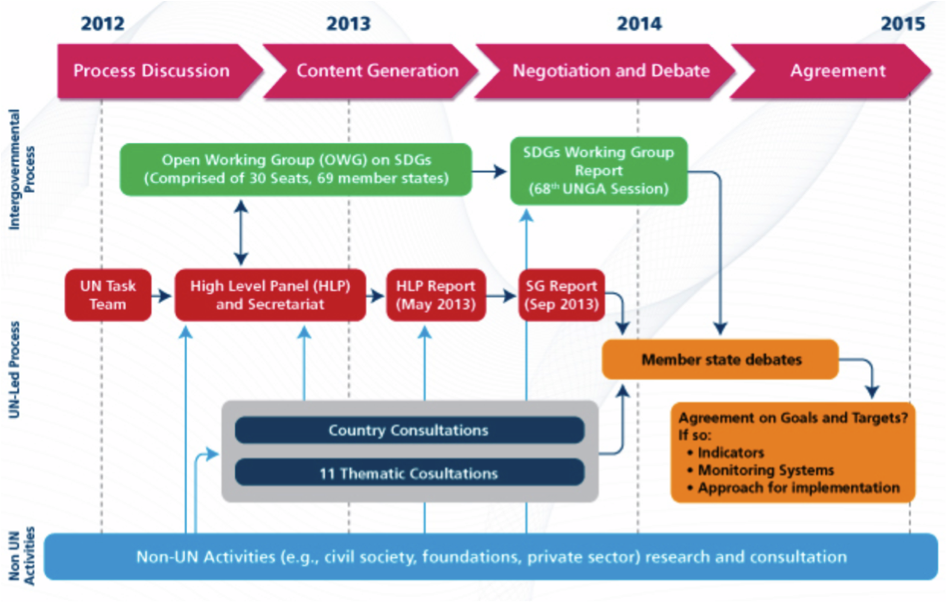 2012
2013
2014
2015
Process Discussion
Content Generation
Negotiation and Debate
Agreement
Intergovernmental
Process
Open Working Group (OWG) on SDGs
(Comprised of 30 Seats, 69 member states)
SDGs Working Group
Report
(68th UNGA Session)
UN-Led Process
UN Task
Team
High Level Panel (HLP)
and Secretariat
HLP Report
(May 2013)
SG Report
(Sep 2013)
Member state debates
Country Consultations
11 Thematic Cosultations
Agreement on Goals and Targets?
If so:
• Indicators
• Monitoring Systems
• Approach for implementation
Non UN
Activities
Non-UN Activities (e.g., civil society, foundations, private sector) research and consultation